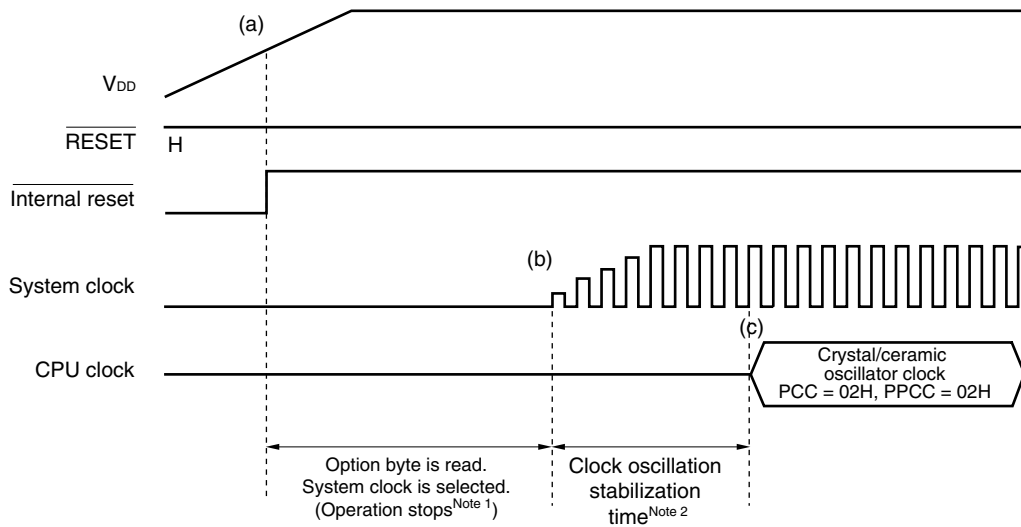 (a)
VDD
RESET
H
Internal reset
(b)
System clock
(c)
CPU clock
Crystal/ceramic
oscillator clock
PCC = 02H, PPCC = 02H
Option byte is read.
System clock is selected.
(Operation stopsNote 1)
Clock oscillation
stabilization
timeNote 2